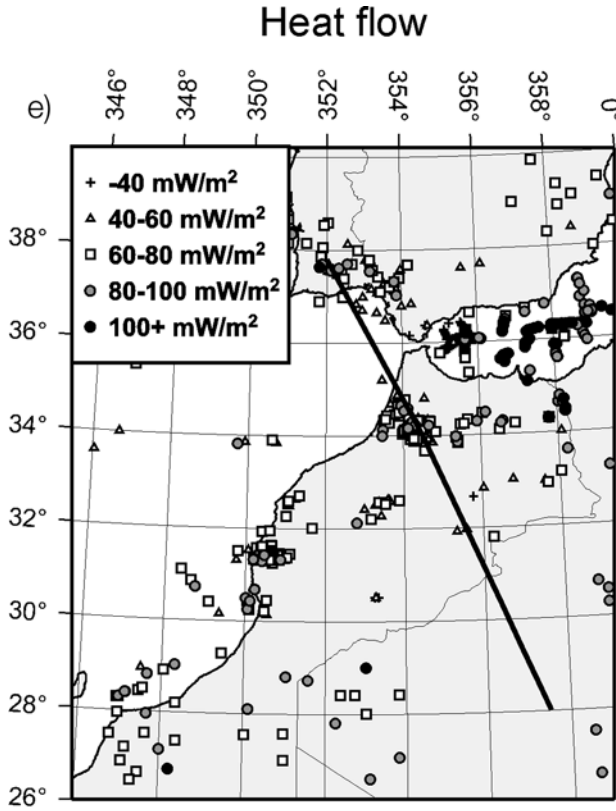 Heat flow
e)
346°
348°
350°
352°
354°
356°
358°
0°
-40 mW/m²
40-60 mW/m²
60-80 mW/m²
80-100 mW/m²
100+ mW/m²
38°
36°
34°
32°
30°
28°
26°